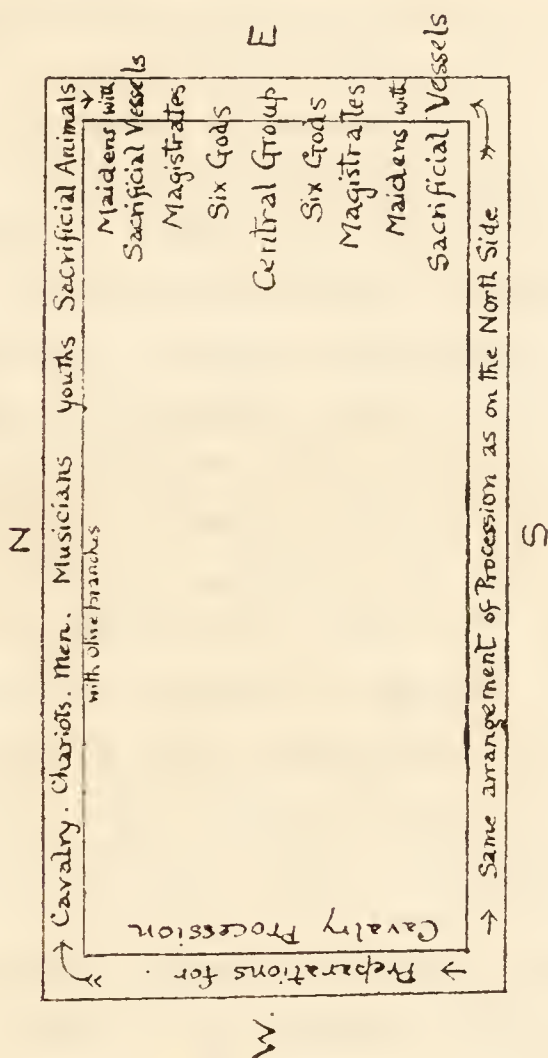 N
Cavalry. Chariots. Men. Musicians youths Sacrificial Animals
with Olive branches
E
Maidens with
Sacrificial Vessels
Magistrates
Six Gods
Central Group
Six Gods
Magistrates
Maidens with
Sacrificial Vessels
Same arrangement of Procession as on the North Side
S
W.
Preparations for.
Cavalry Procession